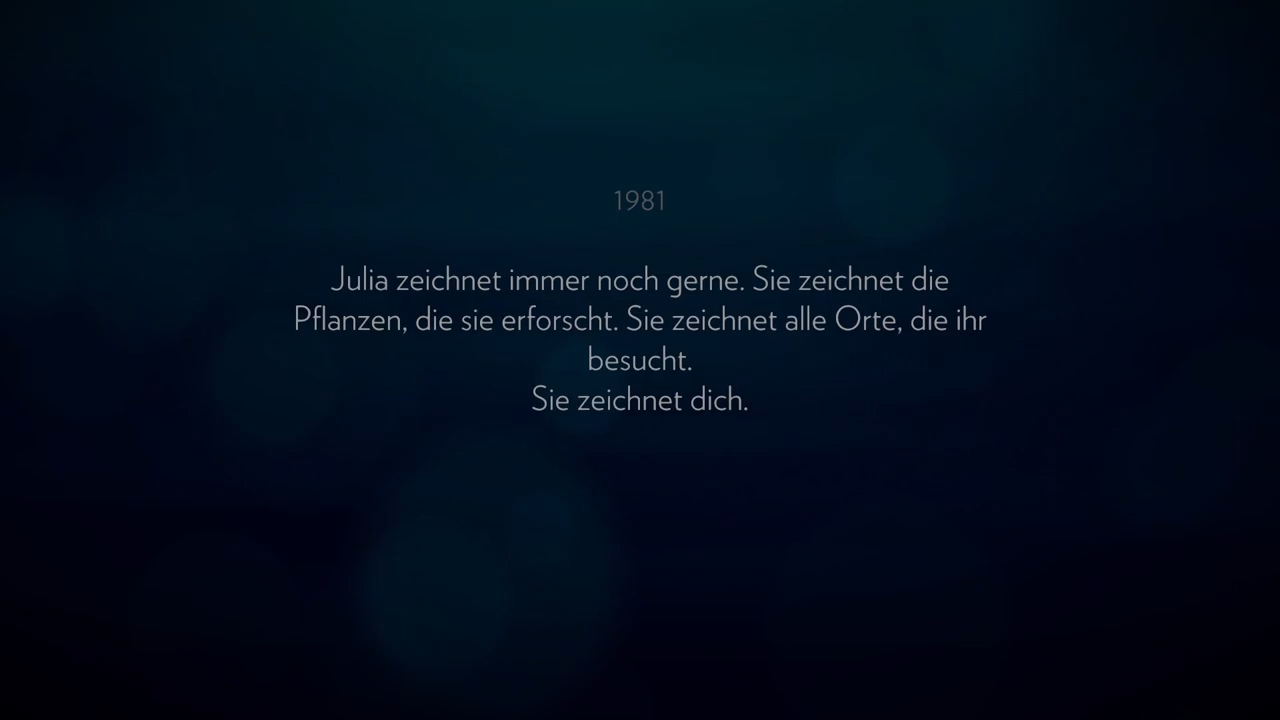 1981
Julia zeichnet immer noch gerne. Sie zeichnet die
Pflanzen, die sie erforscht. Sie zeichnet alle Orte, die ihr
besucht.
Sie zeichnet dich.